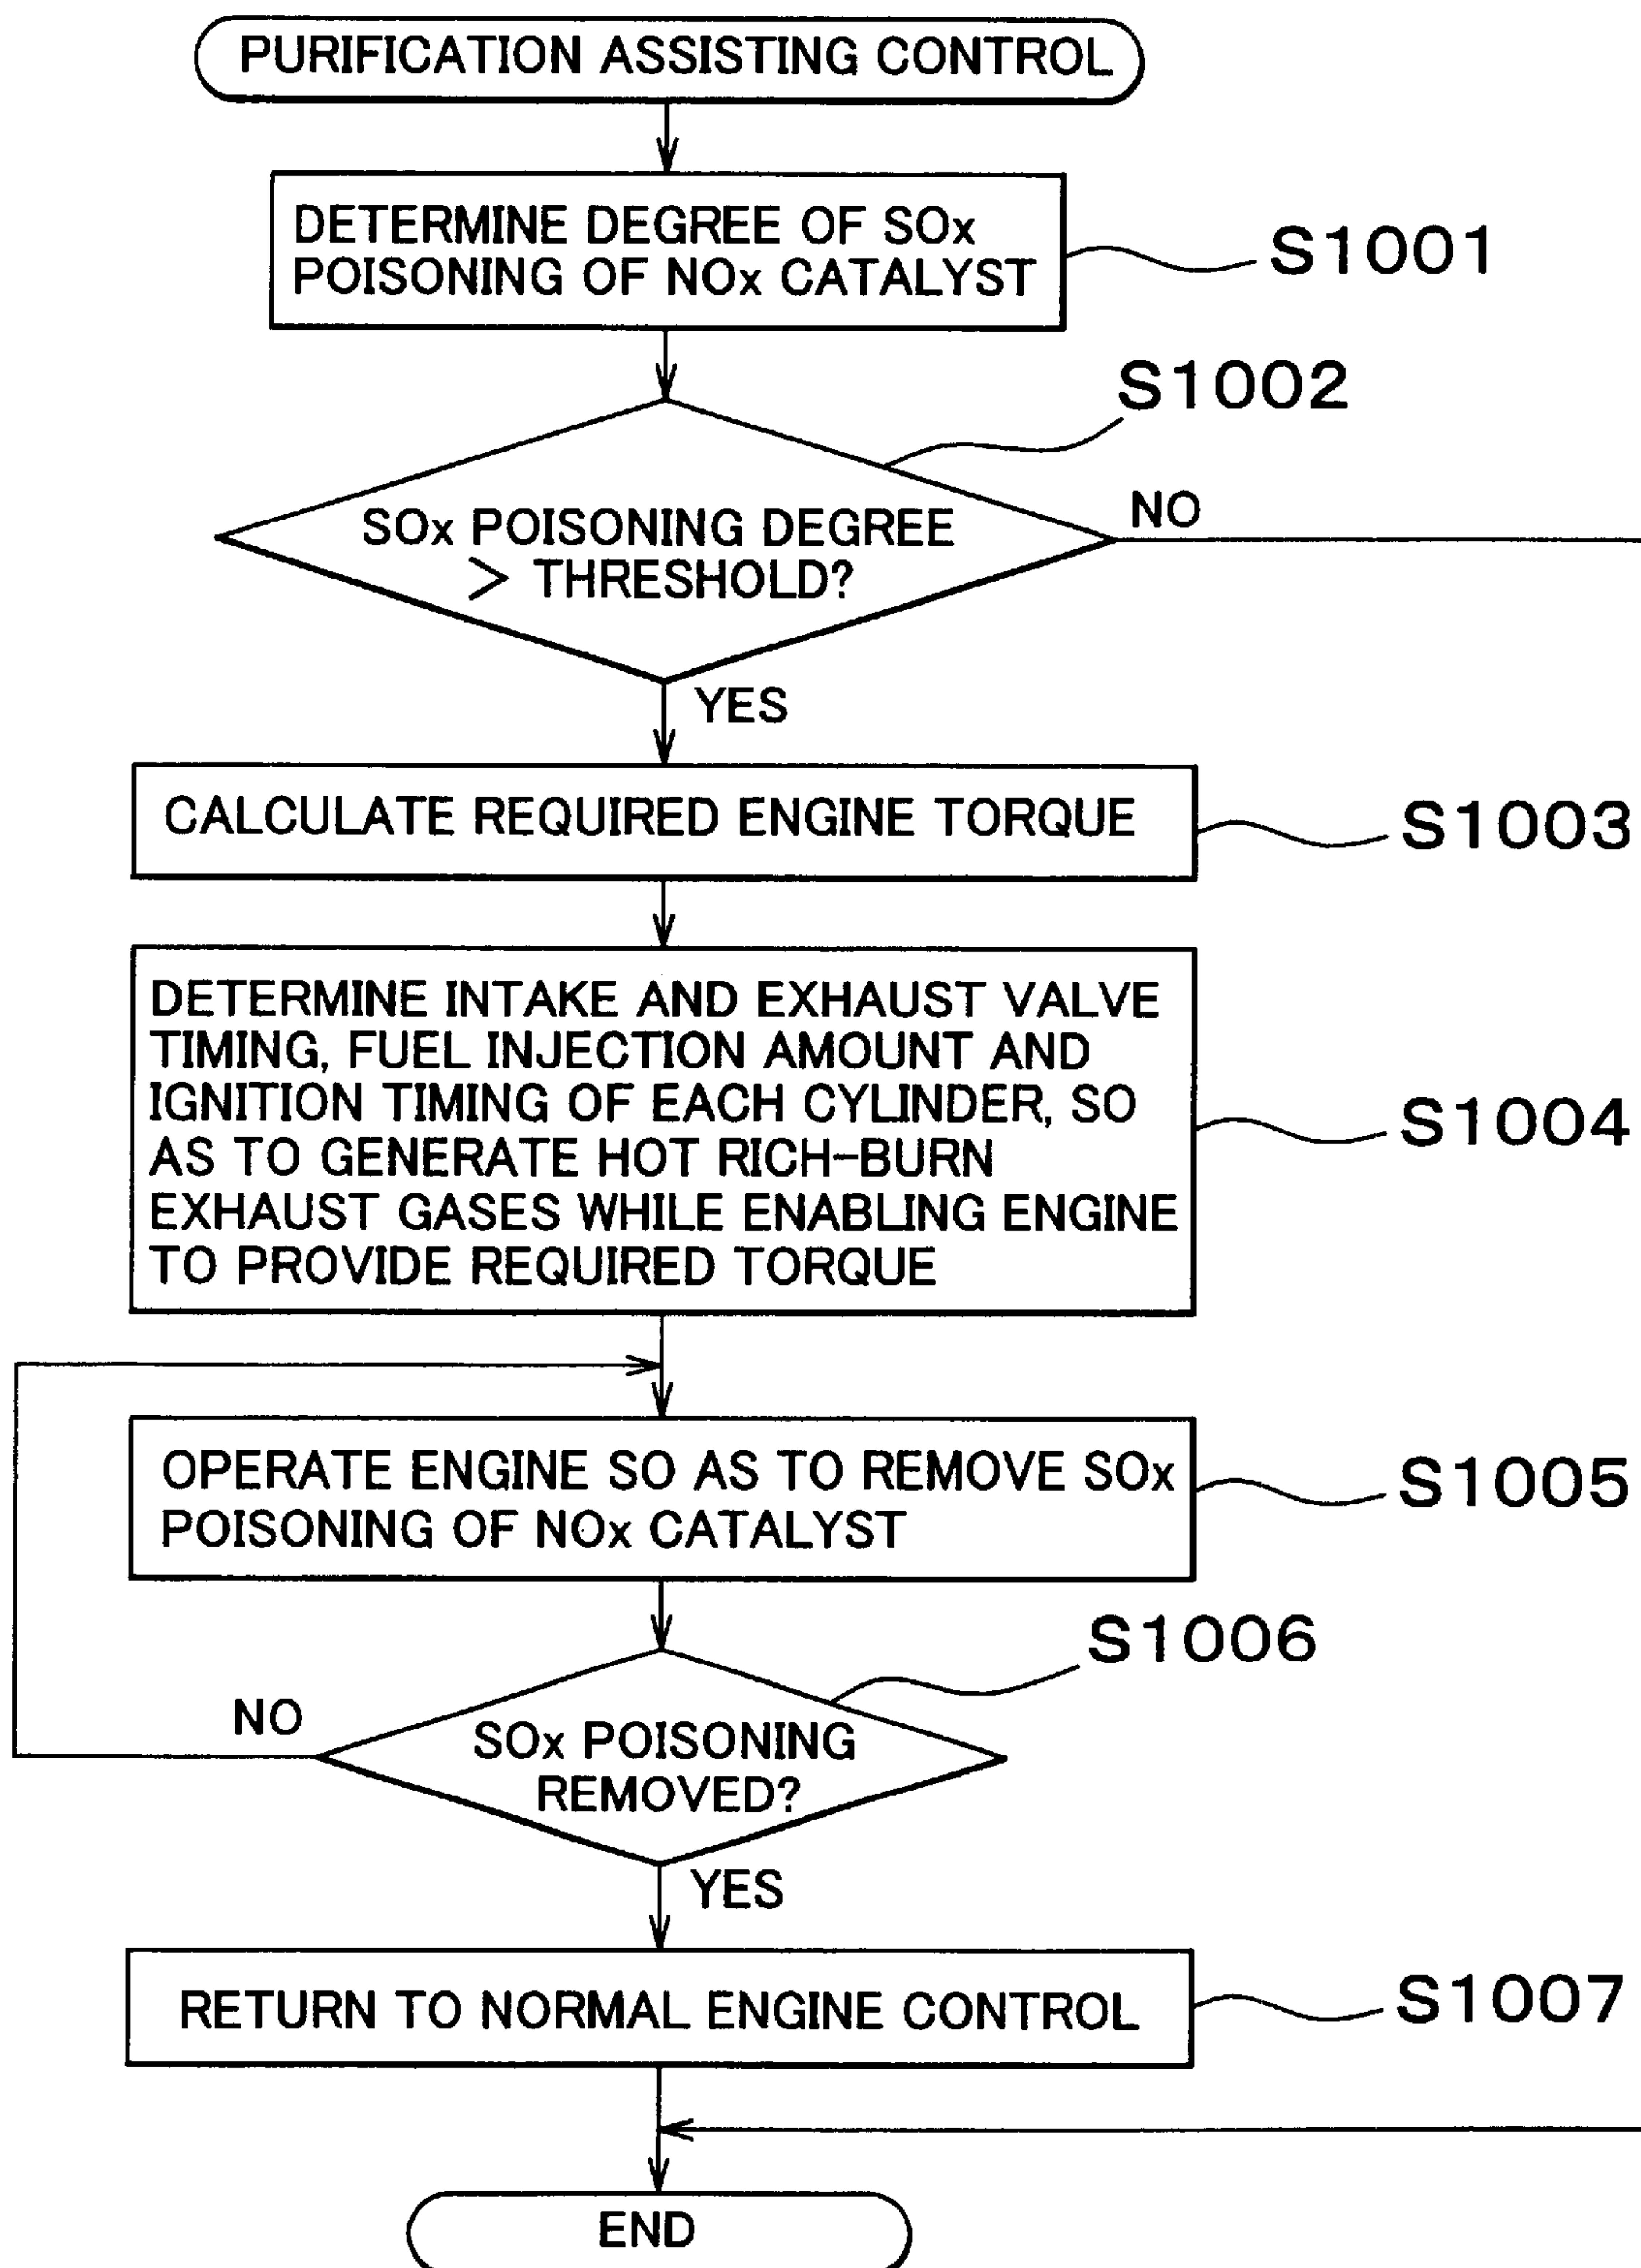 PURIFICATION ASSISTING CONTROL
DETERMINE DEGREE OF SOx
POISONING OF NOx CATALYST
S1001
S1002
SOx POISONING DEGREE
> THRESHOLD?
NO
YES
CALCULATE REQUIRED ENGINE TORQUE
S1003
DETERMINE INTAKE AND EXHAUST VALVE
TIMING, FUEL INJECTION AMOUNT AND
IGNITION TIMING OF EACH CYLINDER, SO
AS TO GENERATE HOT RICH-BURN
EXHAUST GASES WHILE ENABLING ENGINE
TO PROVIDE REQUIRED TORQUE
S1004
OPERATE ENGINE SO AS TO REMOVE SOx
POISONING OF NOx CATALYST
S1005
S1006
NO
SOx POISONING
REMOVED?
YES
RETURN TO NORMAL ENGINE CONTROL
S1007
END